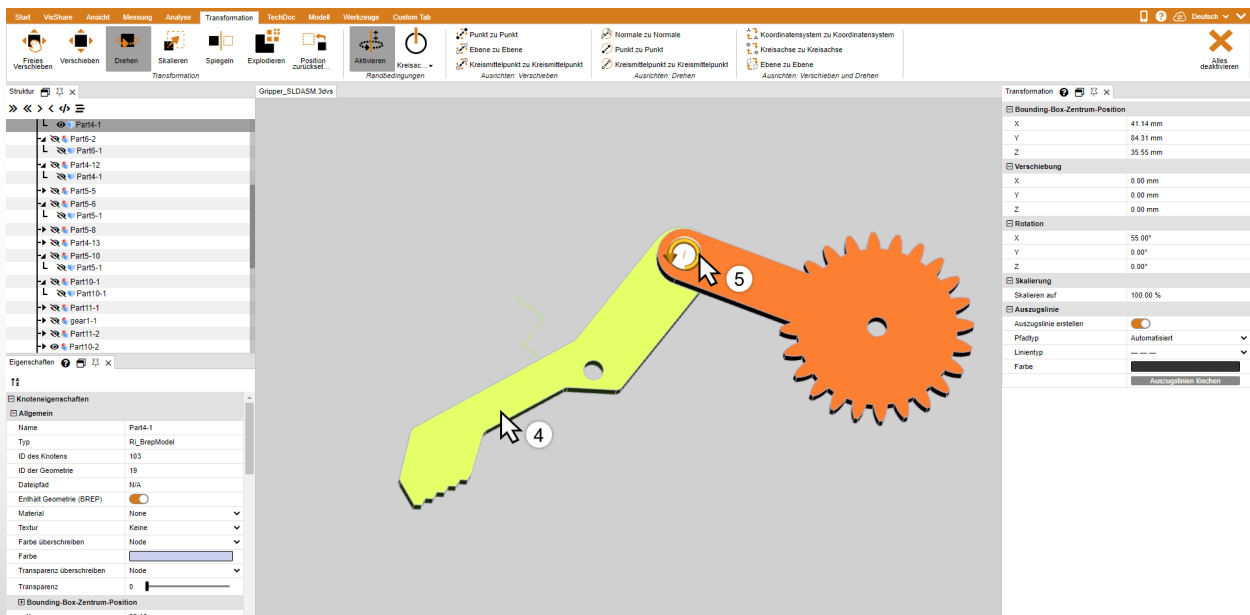 Start VisShare Ansicht Messung Analyse Transformation TechDoc Modell Werkzeuge Custom Tab Deutsch
Freies Verschieben
Verschieben
Drehen
Skalieren
Spiegeln
Explodieren
Position zurückset...
Transformation
Aktivieren
Kreisac...
Randbedingungen
Punkt zu Punkt
Ebene zu Ebene
Kreismittelpunkt zu Kreismittelpunkt
Ausrichten: Verschieben
Normale zu Normale
Punkt zu Punkt
Kreismittelpunkt zu Kreismittelpunkt
Ausrichten: Drehen
Koordinatensystem zu Koordinatensystem
Kreisachse zu Kreisachse
Ebene zu Ebene
Ausrichten: Verschieben und Drehen
Alles deaktivieren
Struktur
Part4-1
Part6-2
Part6-1
Part4-12
Part4-1
Part5-5
Part5-6
Part5-1
Part5-8
Part4-13
Part5-10
Part5-1
Part10-1
Part10-1
Part11-1
gear1-1
Part11-2
Part10-2
Eigenschaften
Knoteneigenschaften
Allgemein
Name Part4-1
Typ Ri_BrepModel
ID des Knotens 103
ID der Geometrie 19
Dateipfad N/A
Enthält Geometrie (BREP)
Material None
Textur Keine
Farbe überschreiben Node
Farbe
Transparenz überschreiben Node
Transparenz 0
Bounding-Box-Zentrum-Position
Gripper_SLDASM.3dvs
5
4
Transformation
Bounding-Box-Zentrum-Position
X 41.14 mm
Y 84.31 mm
Z 35.55 mm
Verschiebung
X 0.00 mm
Y 0.00 mm
Z 0.00 mm
Rotation
X 55.00°
Y 0.00°
Z 0.00°
Skalierung
Skalieren auf 100.00 %
Auszugslinie
Auszugslinie erstellen
Pfadtyp Automatisiert
Linientyp
Farbe
Auszugslinien löschen